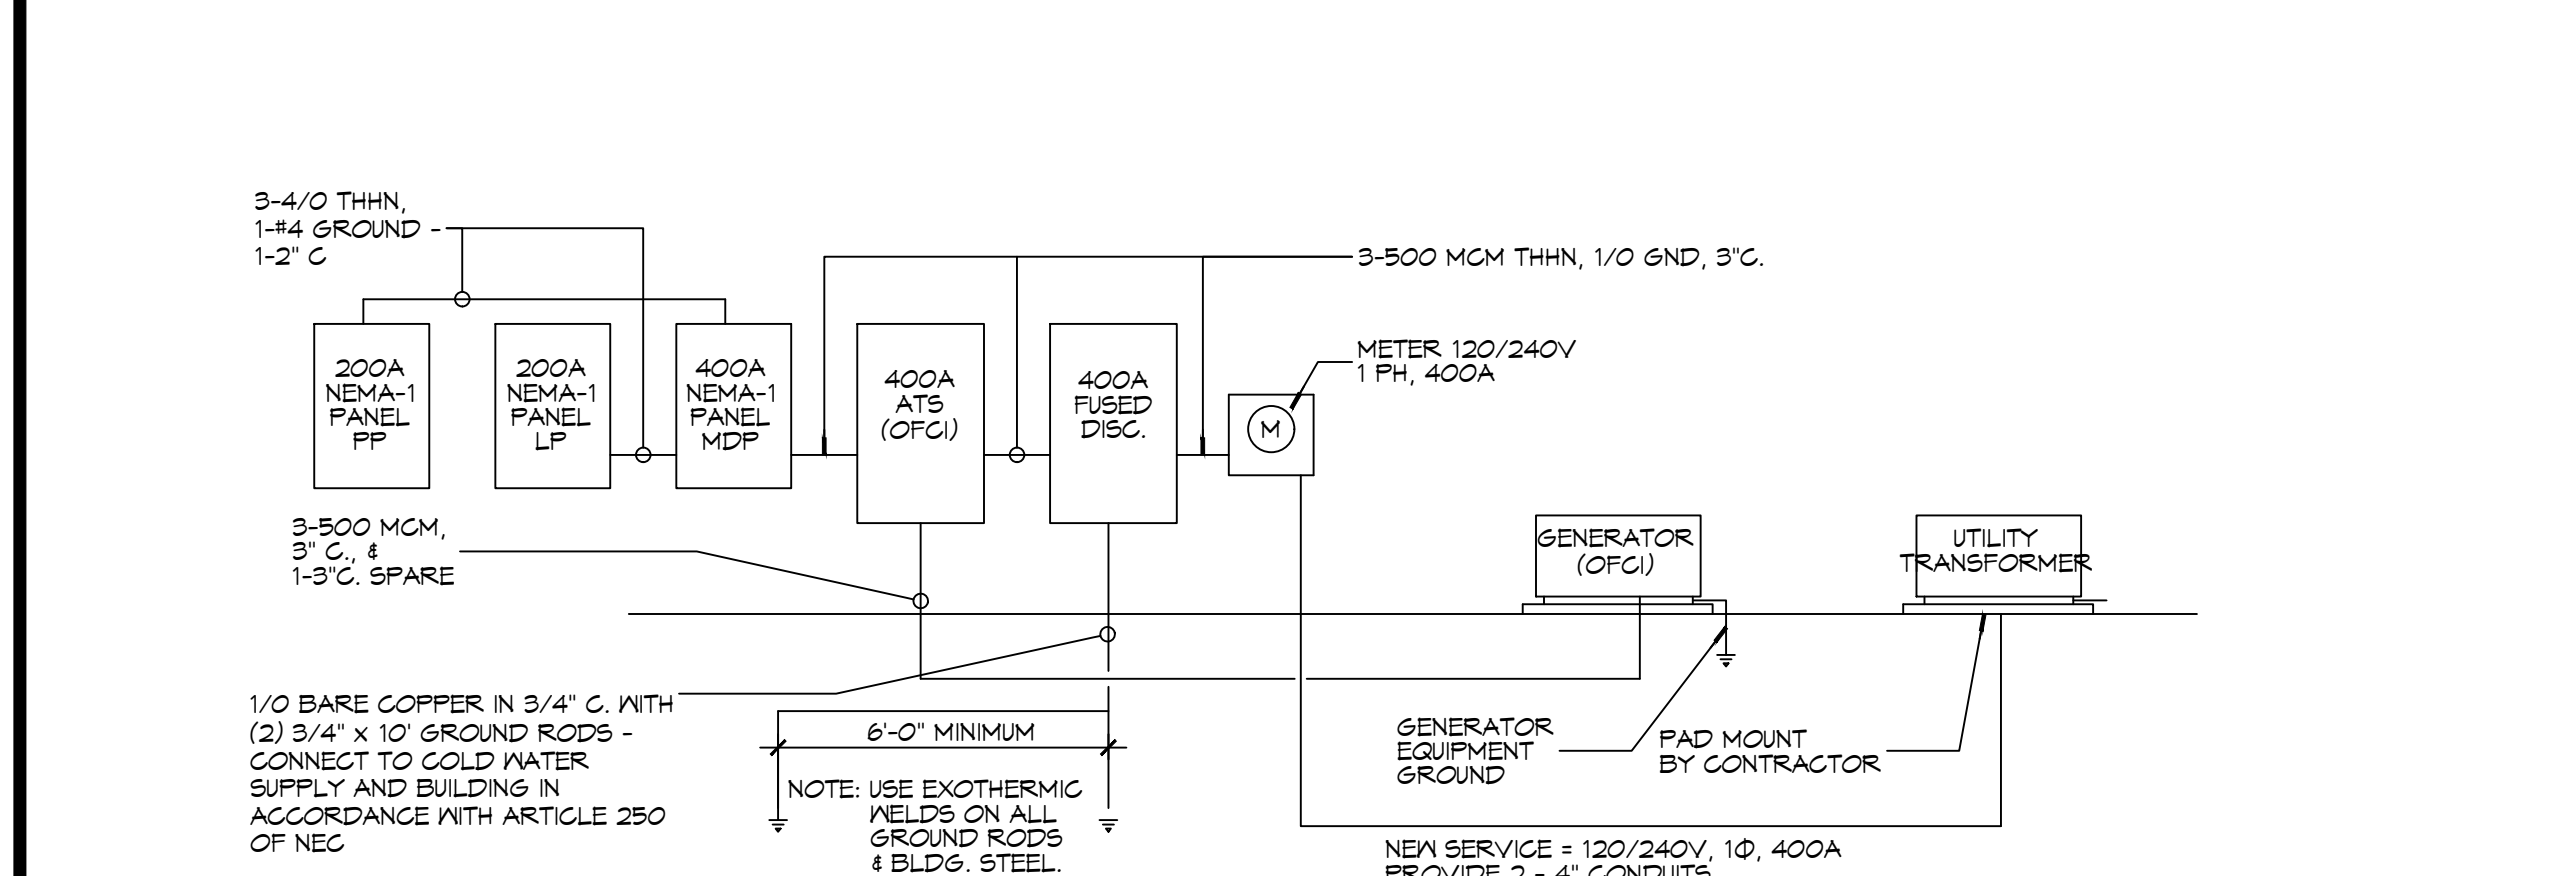 3-4/0 THHN,
1-#4 GROUND -
1-2" C
3-500 MCM THHN, 1/0 GND, 3"C.
METER 120/240V
1 PH, 400A
200A
NEMA-1
PANEL
PP
200A
NEMA-1
PANEL
LP
400A
NEMA-1
PANEL
MDP
400A
ATS
(OFCI)
400A
FUSED
DISC.
M
3-500 MCM,
3" C., &
1-3"C. SPARE
GENERATOR
(OFCI)
UTILITY
TRANSFORMER
1/0 BARE COPPER IN 3/4" C. WITH
(2) 3/4" x 10' GROUND RODS -
CONNECT TO COLD WATER
SUPPLY AND BUILDING IN
ACCORDANCE WITH ARTICLE 250
OF NEC
6'-0" MINIMUM
NOTE: USE EXOTHERMIC
WELDS ON ALL
GROUND RODS
& BLDG. STEEL.
GENERATOR
EQUIPMENT
GROUND
PAD MOUNT
BY CONTRACTOR
NEW SERVICE = 120/240V, 1Φ, 400A
PROVIDE 2 - 4" CONDUITS